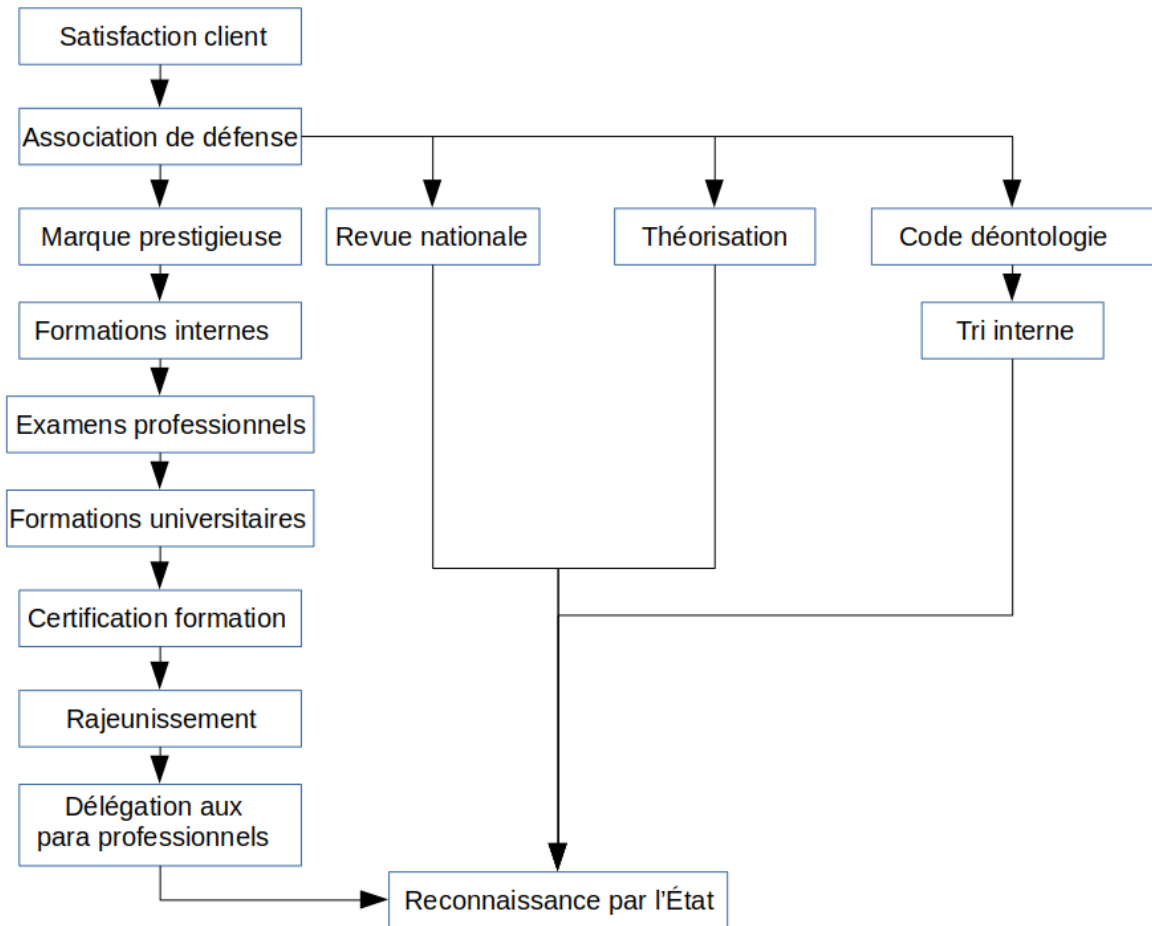 Satisfaction client
Association de défense
Marque prestigieuse
Revue nationale
Théorisation
Code déontologie
Formations internes
Tri interne
Examens professionnels
Formations universitaires
Certification formation
Rajeunissement
Délégation aux
para professionnels
Reconnaissance par l’État